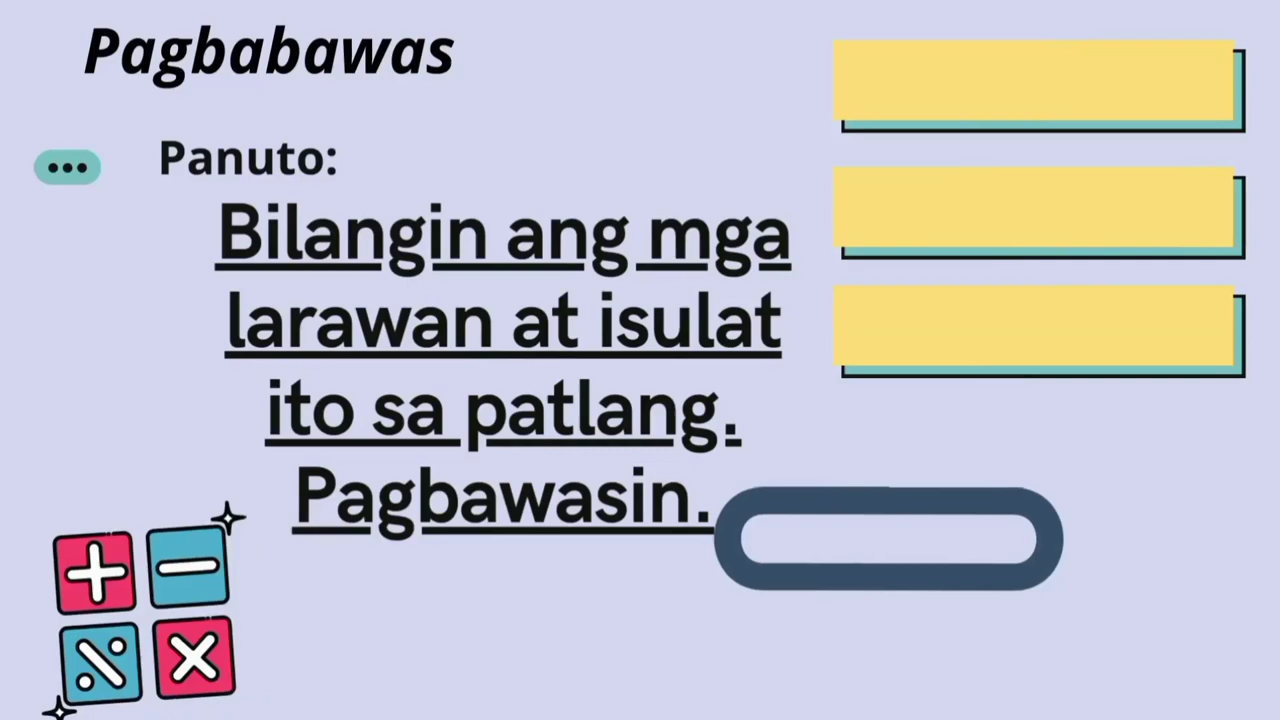 Pagbabawas
Panuto:
Bilangin ang mga
larawan at isulat
ito sa patlang.
Pagbawasin.